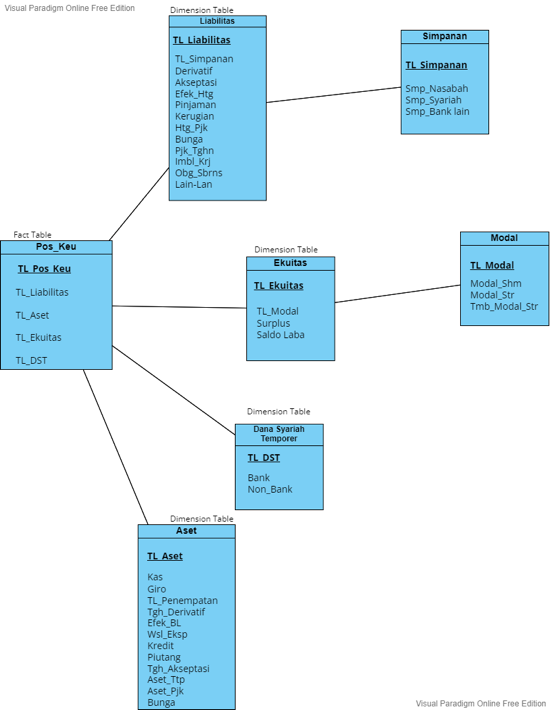 Visual Paradigm Online Free Edition
Dimension Table
Liabilitas
TL_Liabilitas
TL_Simpanan
Derivatif
Akseptasi
Efek_Htg
Pinjaman
Kerugian
Htg_Pjk
Bunga
Pjk_Tghn
Imbl_Krj
Obg_Sbrns
Lain-Lan
Simpanan
TL_Simpanan
Smp_Nasabah
Smp_Syariah
Smp_Bank lain
Fact Table
Pos_Keu
TL_Pos_Keu
TL_Liabilitas
TL_Aset
TL_Ekuitas
TL_DST
Dimension Table
Ekuitas
TL_Ekuitas
TL_Modal
Surplus
Saldo Laba
Modal
TL_Modal
Modal_Shm
Modal_Str
Tmb_Modal_Str
Dimension Table
Dana Syariah
Temporer
TL_DST
Bank
Non_Bank
Dimension Table
Aset
TL_Aset
Kas
Giro
TL_Penempatan
Tgh_Derivatif
Efek_BL
Wsl_Eksp
Kredit
Piutang
Tgh_Akseptasi
Aset_Ttp
Aset_Pjk
Bunga
Visual Paradigm Online Free Edition